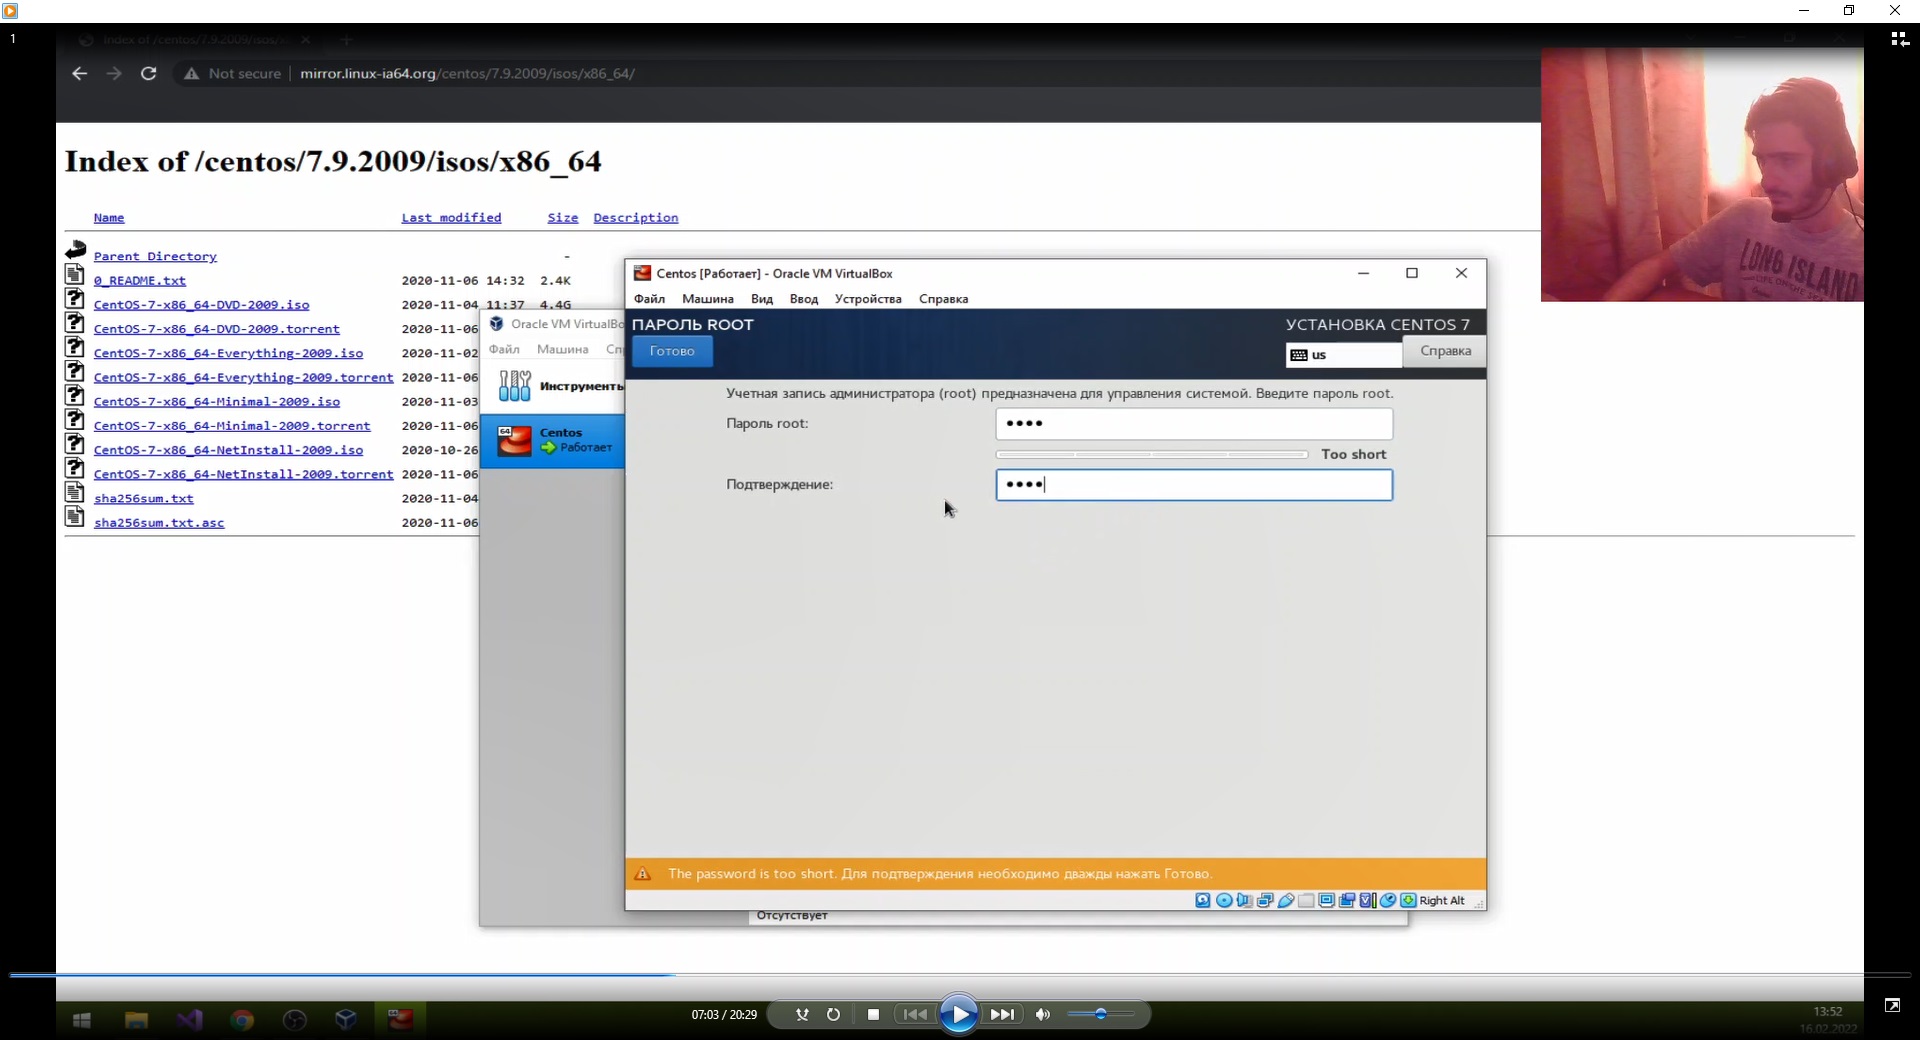 1
Index of /centos/7.9.2009/isos/x
Not secure | mirror.linux-ia64.org/centos/7.9.2009/isos/x86_64/
Index of /centos/7.9.2009/isos/x86_64
Name Last modified Size Description
Parent Directory -
0_README.txt 2020-11-06 14:32 2.4K
CentOS-7-x86_64-DVD-2009.iso 2020-11-04 11:37 4.4G
CentOS-7-x86_64-DVD-2009.torrent 2020-11-06
CentOS-7-x86_64-Everything-2009.iso 2020-11-02
CentOS-7-x86_64-Everything-2009.torrent 2020-11-06
CentOS-7-x86_64-Minimal-2009.iso 2020-11-03
CentOS-7-x86_64-Minimal-2009.torrent 2020-11-06
CentOS-7-x86_64-NetInstall-2009.iso 2020-10-26
CentOS-7-x86_64-NetInstall-2009.torrent 2020-11-06
sha256sum.txt 2020-11-04
sha256sum.txt.asc 2020-11-06
LONG ISLAND
Oracle VM VirtualBo
Файл Машина Сп
Инструменты
64
Centos
Работает
Отсутствует
Centos [Работает] - Oracle VM VirtualBox
Файл Машина Вид Ввод Устройства Справка
ПАРОЛЬ ROOT
УСТАНОВКА CENTOS 7
Готово
us
Справка
Учетная запись администратора (root) предназначена для управления системой. Введите пароль root.
Пароль root: ••••
Too short
Подтверждение: ••••
The password is too short. Для подтверждения необходимо дважды нажать Готово.
Right Alt
07:03 / 20:29
13:52
16.02.2022